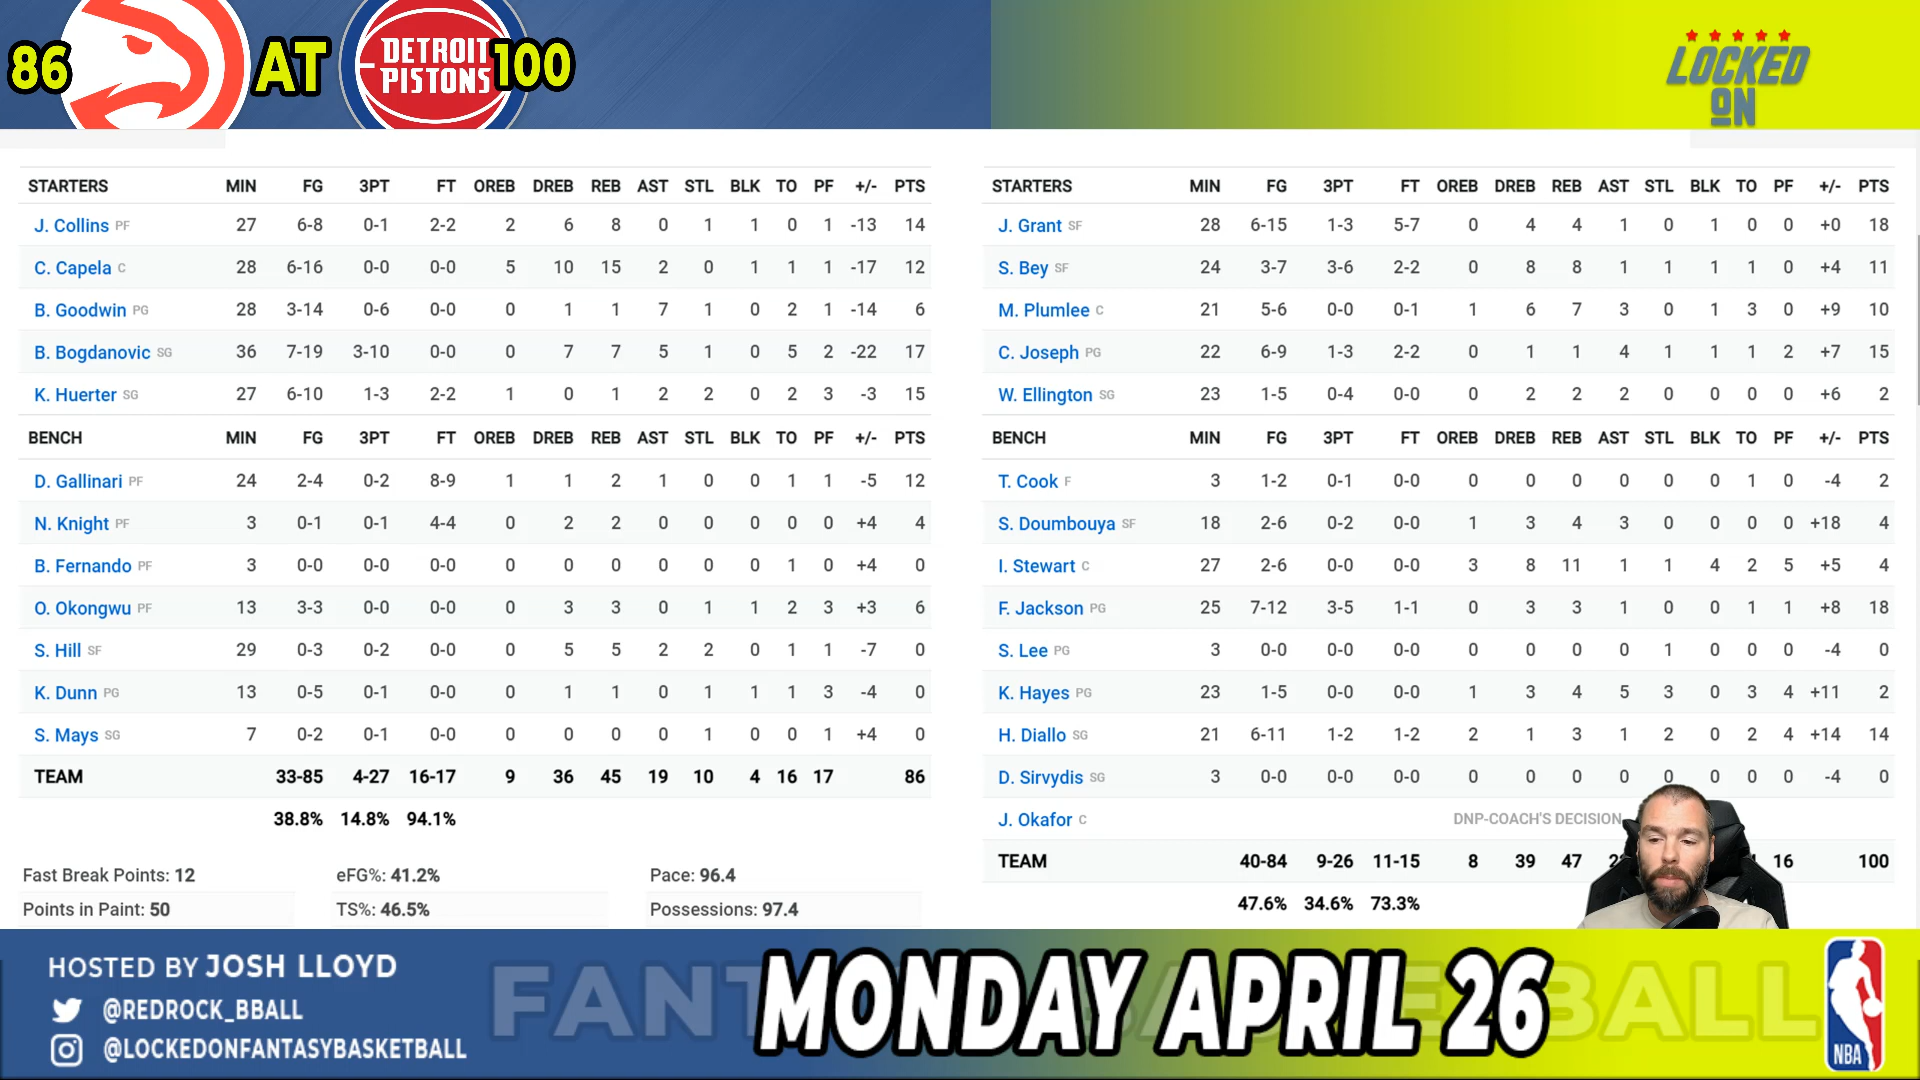 86 AT DETROIT PISTONS 100
LOCKED ON
STARTERS MIN FG 3PT FT OREB DREB REB AST STL BLK TO PF +/- PTS
J. Collins PF 27 6-8 0-1 2-2 2 6 8 0 1 1 0 1 -13 14
C. Capela C 28 6-16 0-0 0-0 5 10 15 2 0 1 1 1 -17 12
B. Goodwin PG 28 3-14 0-6 0-0 0 1 1 7 1 0 2 1 -14 6
B. Bogdanovic SG 36 7-19 3-10 0-0 0 7 7 5 1 0 5 2 -22 17
K. Huerter SG 27 6-10 1-3 2-2 1 0 1 2 2 0 2 3 -3 15
BENCH MIN FG 3PT FT OREB DREB REB AST STL BLK TO PF +/- PTS
D. Gallinari PF 24 2-4 0-2 8-9 1 1 2 1 0 0 1 1 -5 12
N. Knight PF 3 0-1 0-1 4-4 0 2 2 0 0 0 0 0 +4 4
B. Fernando PF 3 0-0 0-0 0-0 0 0 0 0 0 0 1 0 +4 0
O. Okongwu PF 13 3-3 0-0 0-0 0 3 3 0 1 1 2 3 +3 6
S. Hill SF 29 0-3 0-2 0-0 0 5 5 2 2 0 1 1 -7 0
K. Dunn PG 13 0-5 0-1 0-0 0 1 1 0 1 1 1 3 -4 0
S. Mays SG 7 0-2 0-1 0-0 0 0 0 0 1 0 0 1 +4 0
TEAM 33-85 4-27 16-17 9 36 45 19 10 4 16 17 86
38.8% 14.8% 94.1%
Fast Break Points: 12 eFG%: 41.2% Pace: 96.4
Points in Paint: 50 TS%: 46.5% Possessions: 97.4
STARTERS MIN FG 3PT FT OREB DREB REB AST STL BLK TO PF +/- PTS
J. Grant SF 28 6-15 1-3 5-7 0 4 4 1 0 1 0 0 +0 18
S. Bey SF 24 3-7 3-6 2-2 0 8 8 1 1 1 1 0 +4 11
M. Plumlee C 21 5-6 0-0 0-1 1 6 7 3 0 1 3 0 +9 10
C. Joseph PG 22 6-9 1-3 2-2 0 1 1 4 1 1 1 2 +7 15
W. Ellington SG 23 1-5 0-4 0-0 0 2 2 2 0 0 0 0 +6 2
BENCH MIN FG 3PT FT OREB DREB REB AST STL BLK TO PF +/- PTS
T. Cook F 3 1-2 0-1 0-0 0 0 0 0 0 0 1 0 -4 2
S. Doumbouya SF 18 2-6 0-2 0-0 1 3 4 3 0 0 0 0 +18 4
I. Stewart C 27 2-6 0-0 0-0 3 8 11 1 1 4 2 5 +5 4
F. Jackson PG 25 7-12 3-5 1-1 0 3 3 1 0 0 1 1 +8 18
S. Lee PG 3 0-0 0-0 0-0 0 0 0 0 1 0 0 0 -4 0
K. Hayes PG 23 1-5 0-0 0-0 1 3 4 5 3 0 3 4 +11 2
H. Diallo SG 21 6-11 1-2 1-2 2 1 3 1 2 0 2 4 +14 14
D. Sirvydis SG 3 0-0 0-0 0-0 0 0 0 0 0 0 0 0 -4 0
J. Okafor C DNP-COACH'S DECISION
TEAM 40-84 9-26 11-15 8 39 47 16 100
47.6% 34.6% 73.3%
HOSTED BY JOSH LLOYD
@REDROCK_BBALL
@LOCKEDONFANTASYBASKETBALL
MONDAY APRIL 26
NBA